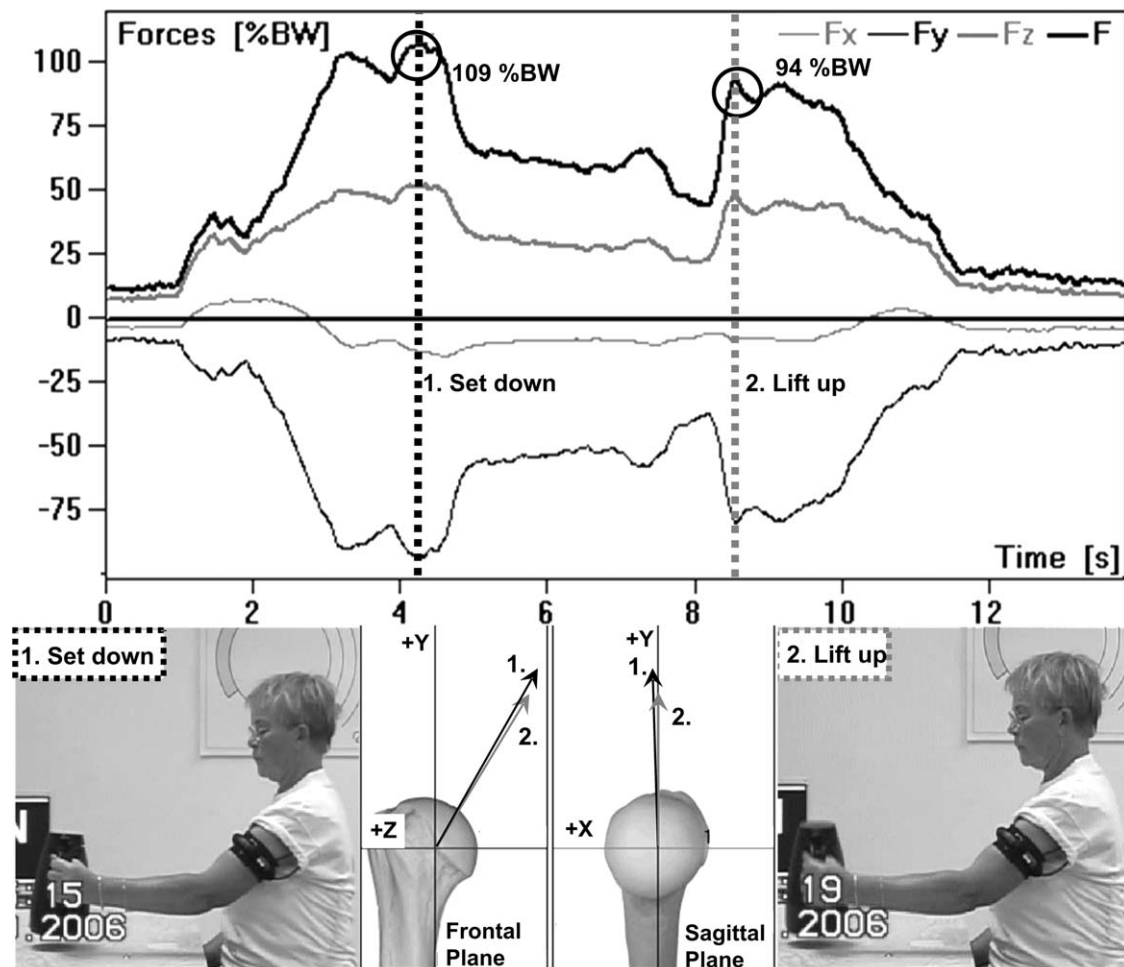 Forces [%BW]
Fx Fy Fz F
100
109 %BW
94 %BW
75
50
25
0
-25
1. Set down
2. Lift up
-50
-75
Time [s]
0 2 4 6 8 10 12
1. Set down
+Y
1.
2.
+Z
Frontal
Plane
+Y
1.
2.
+X
1
Sagittal
Plane
2. Lift up
N
:15
.2006
19
.2006